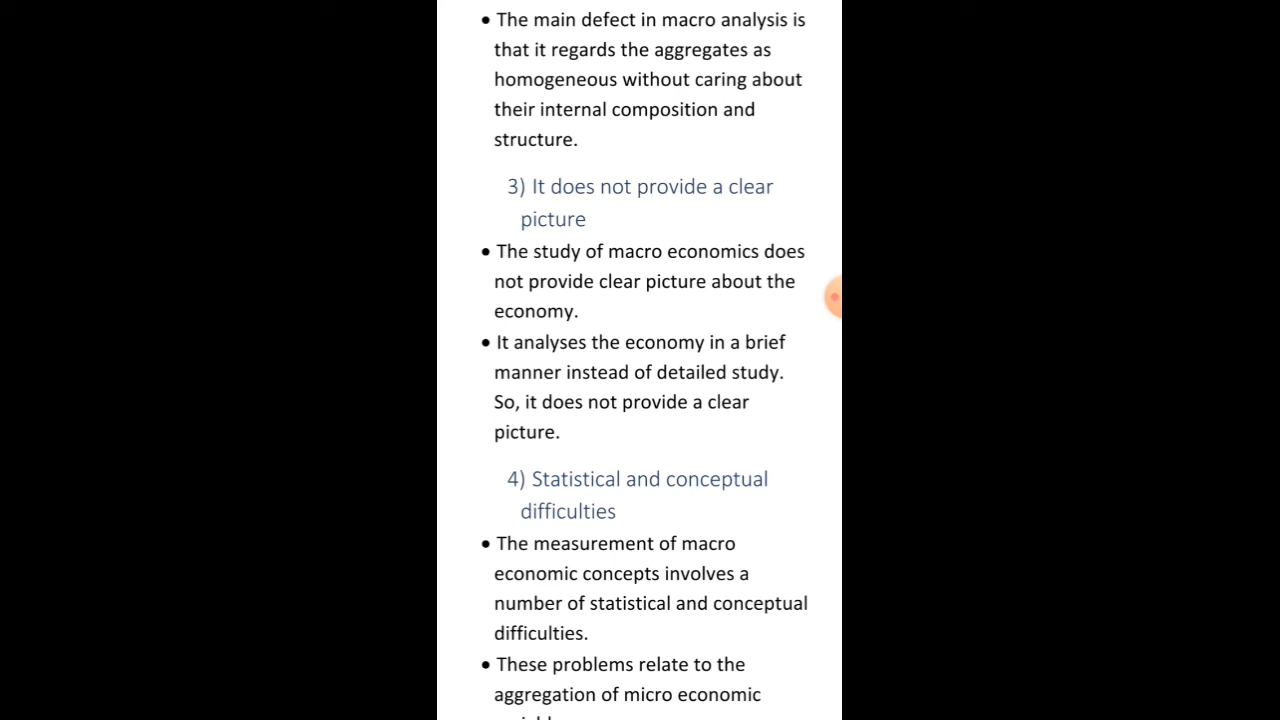 • The main defect in macro analysis is
that it regards the aggregates as
homogeneous without caring about
their internal composition and
structure.
3) It does not provide a clear
picture
• The study of macro economics does
not provide clear picture about the
economy.
• It analyses the economy in a brief
manner instead of detailed study.
So, it does not provide a clear
picture.
4) Statistical and conceptual
difficulties
• The measurement of macro
economic concepts involves a
number of statistical and conceptual
difficulties.
• These problems relate to the
aggregation of micro economic